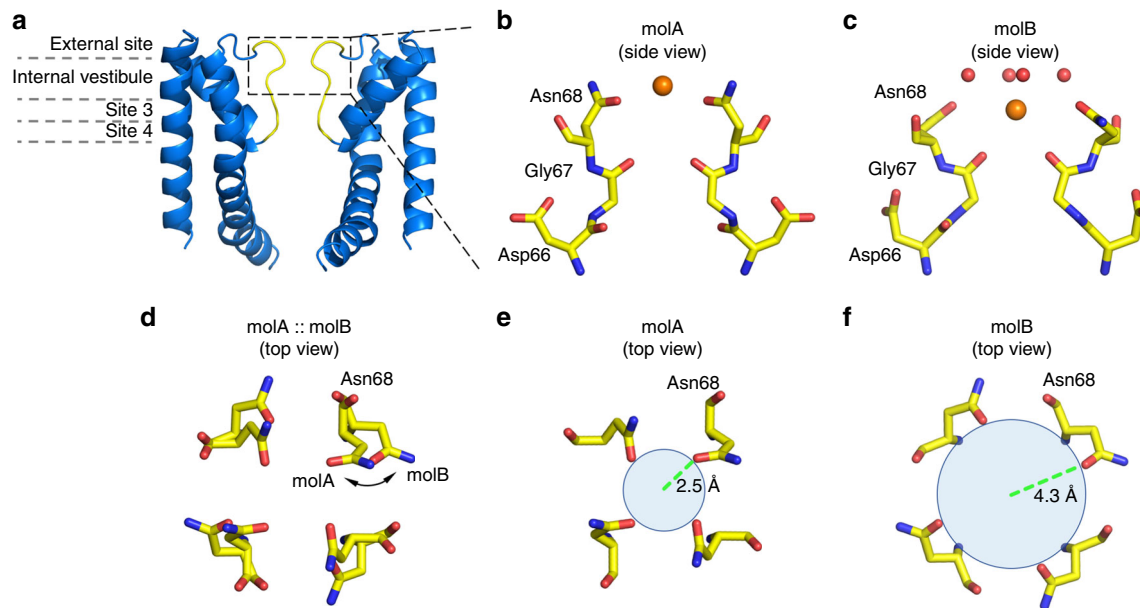 a
External site
Internal vestibule
Site 3
Site 4
b
molA
(side view)
Asn68
Gly67
Asp66
c
molB
(side view)
Asn68
Gly67
Asp66
d
molA :: molB
(top view)
Asn68
molA
molB
e
molA
(top view)
Asn68
2.5 Å
f
molB
(top view)
Asn68
4.3 Å